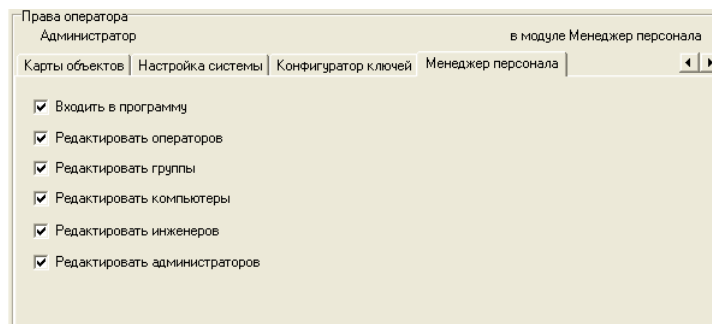 Права оператора
Администратор в модуле Менеджер персонала
Карты объектов Настройка системы Конфигуратор ключей Менеджер персонала
Входить в программу
Редактировать операторов
Редактировать группы
Редактировать компьютеры
Редактировать инженеров
Редактировать администраторов